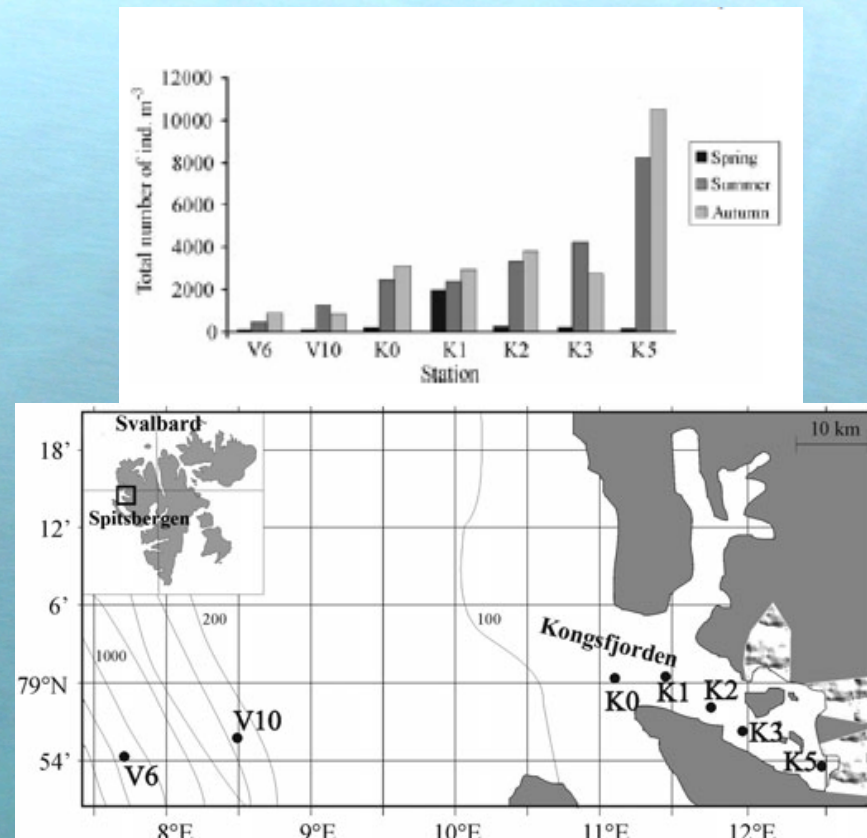 Total number of ind. m⁻³
12000
10000
8000
6000
4000
2000
0
V6 V10 K0 K1 K2 K3 K5
Station
Spring
Summer
Autumn
Svalbard
Spitsbergen
10 km
18'
12'
6'
79°N
54'
200
1000
100
Kongsfjorden
K0
K1
K2
K3
K5
V10
V6
8°E 9°E 10°E 11°E 12°E